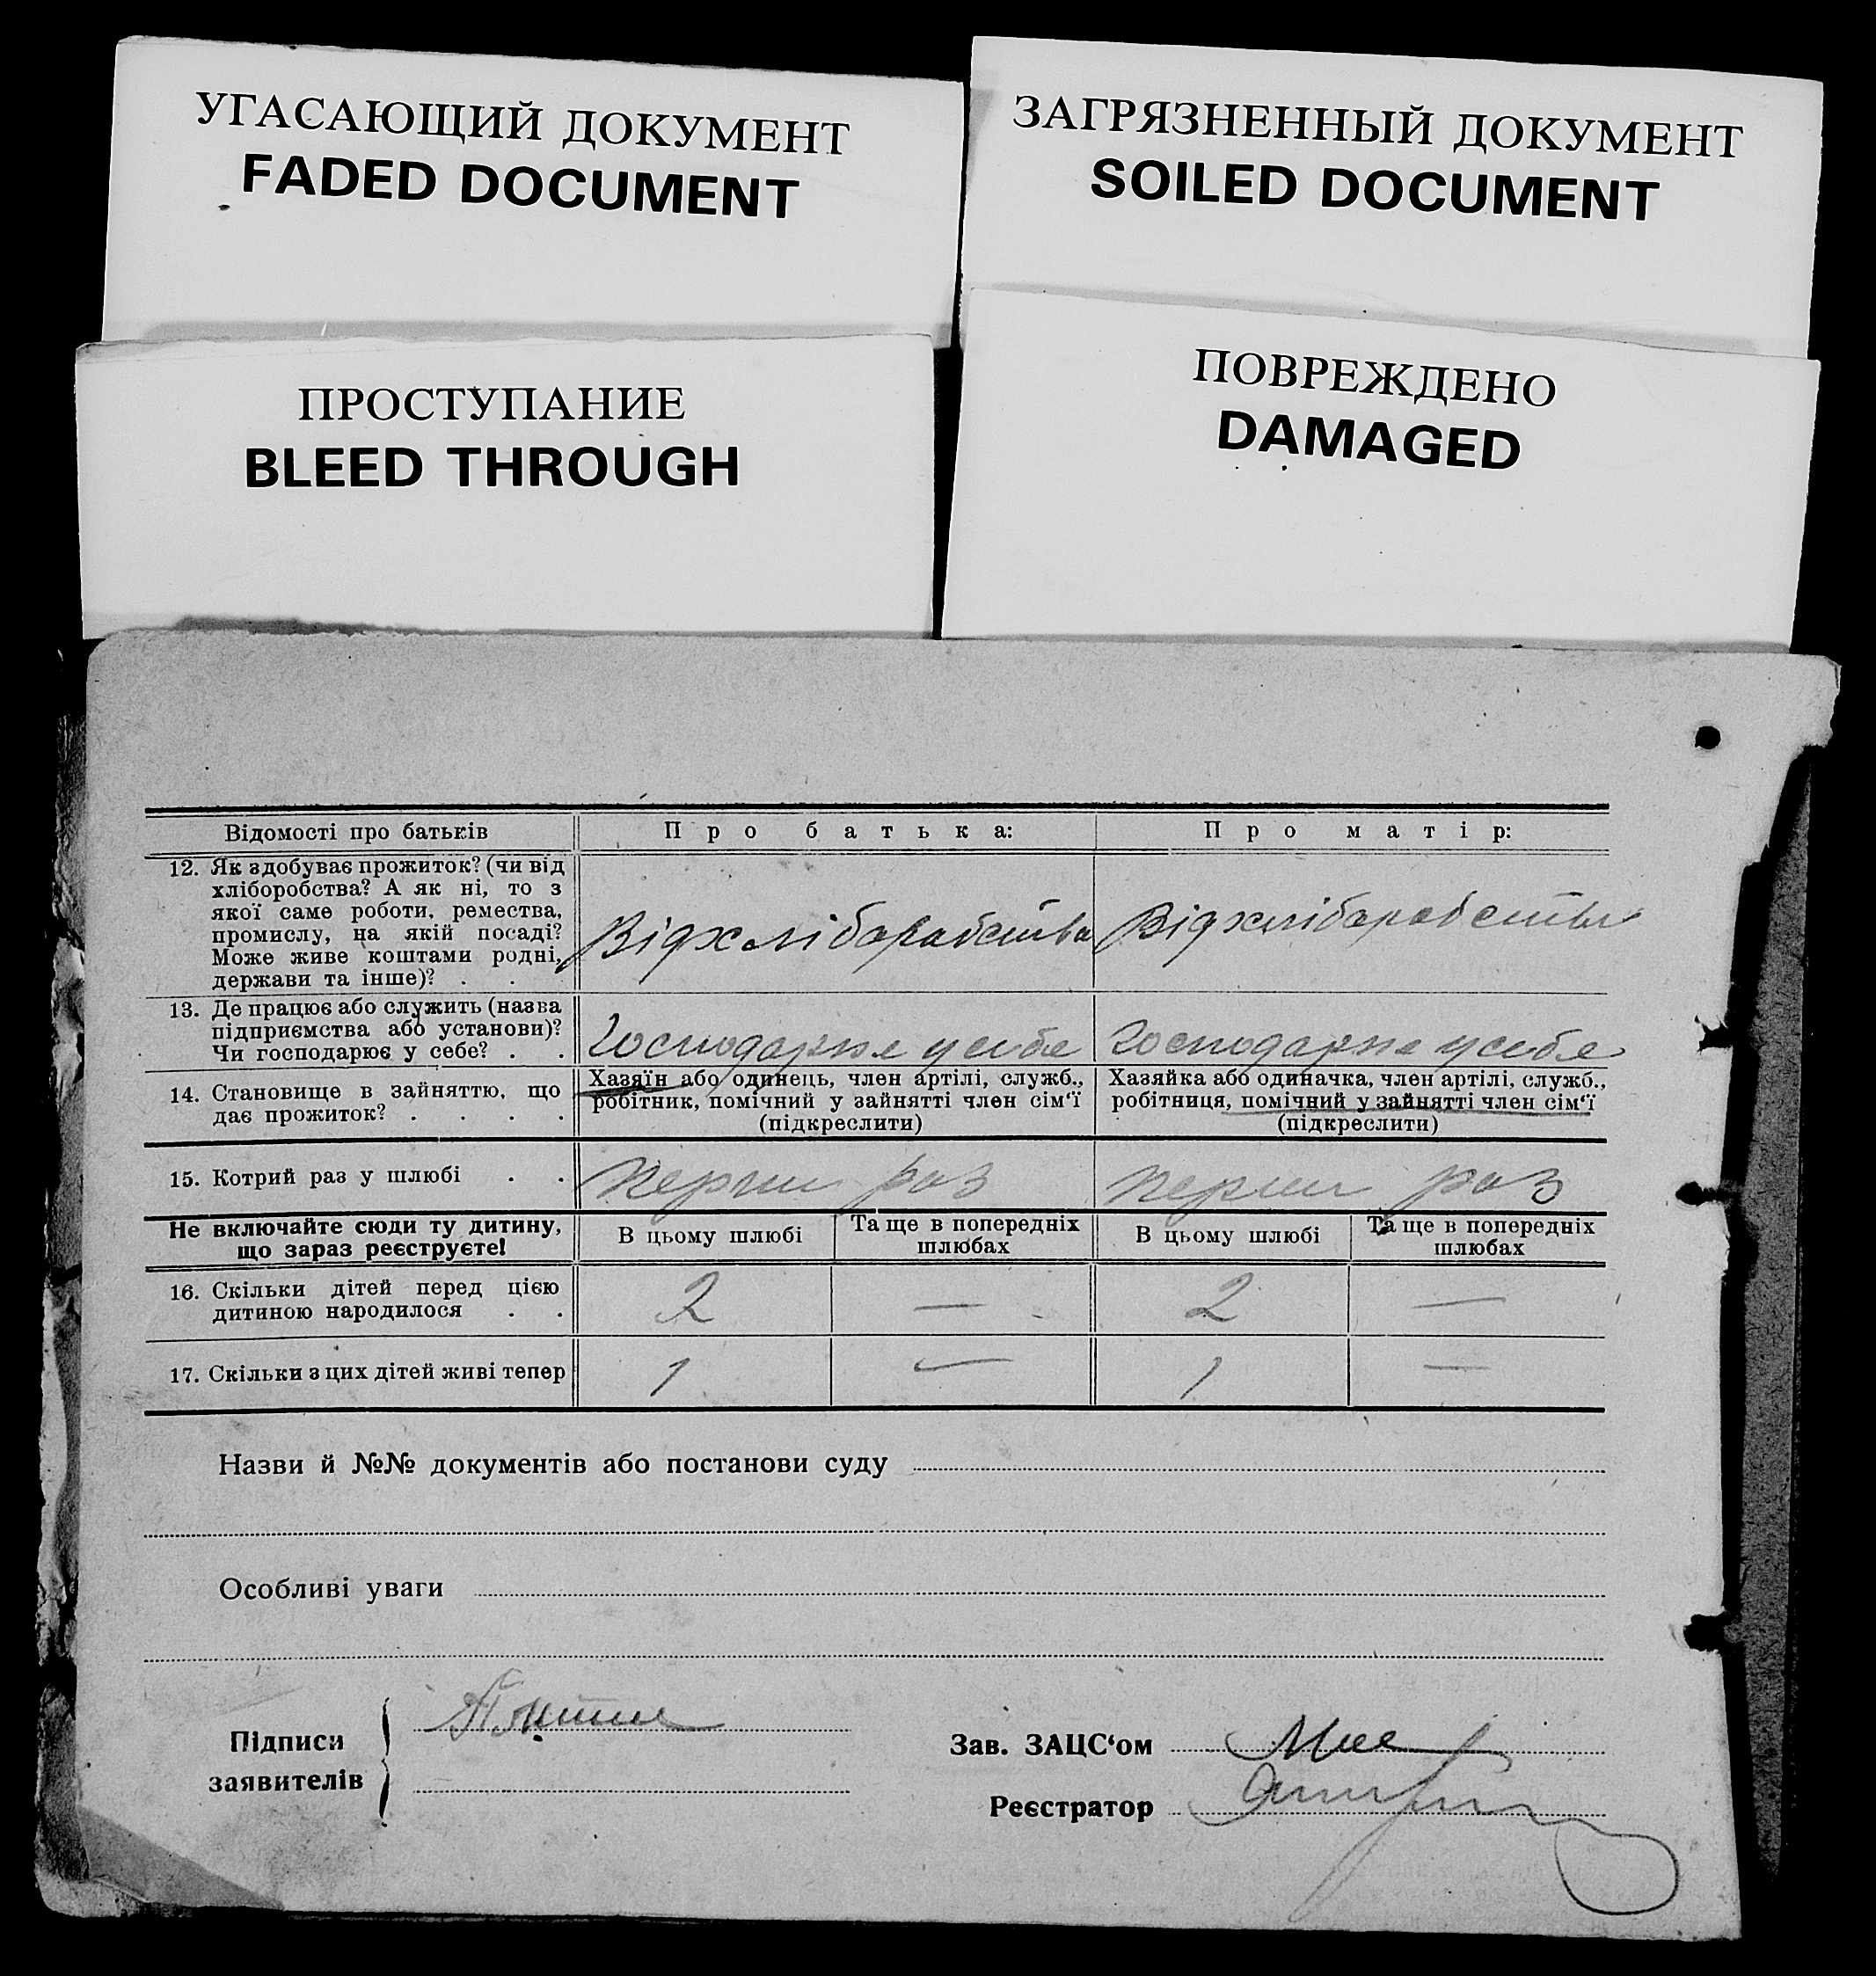 УГАСАЮЩИЙ ДОКУМЕНТ
FADED DOCUMENT
ЗАГРЯЗНЕННЫЙ ДОКУМЕНТ
SOILED DOCUMENT
ПРОСТУПАНИЕ
BLEED THROUGH
ПОВРЕЖДЕНО
DAMAGED
Відомості про батьків
Про батька:
Про матір:
12. Як здобуває прожиток? (чи від
хліборобства? А як ні, то з
якої саме роботи, ремества,
промислу, на якій посаді?
Може живе коштами родні,
держави та інше)? . . .
Відхліборобства
Відхліборобства
13. Де працює або служить (назва
підприємства або установи)?
Чи господарює у себе? . .
Господарює у себе
Господарює у себе
14. Становище в зайняттю, що
дає прожиток? . . . .
Хазяїн або одинець, член артілі, служб.,
робітник, помічний у зайнятті член сім'ї
(підкреслити)
Хазяйка або одиначка, член артілі, служб.,
робітниця, помічний у зайнятті член сім'ї
(підкреслити)
15. Котрий раз у шлюбі . .
перши раз
перши раз
Не включайте сюди ту дитину,
що зараз реєструєте!
В цьому шлюбі
Та ще в попередніх
шлюбах
В цьому шлюбі
Та ще в попередніх
шлюбах
16. Скільки дітей перед цією
дитиною народилося . .
2 — 2 —
17. Скільки з цих дітей живі тепер
1 — 1 —
Назви й №№ документів або постанови суду
Особливі уваги
Підписи
заявителів
Зав. ЗАЦС'ом
Реєстратор